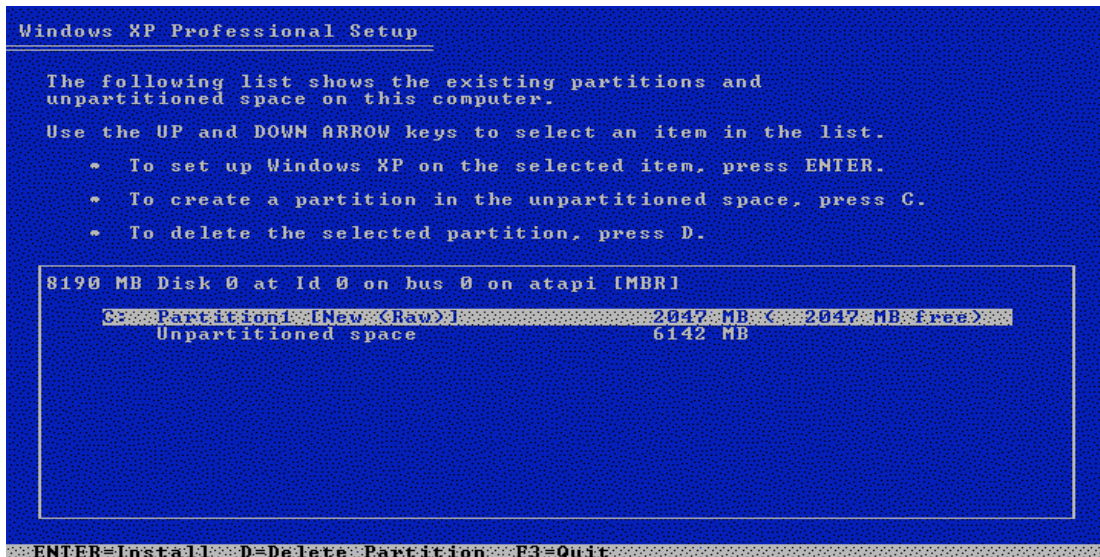 Windows XP Professional Setup
The following list shows the existing partitions and
unpartitioned space on this computer.
Use the UP and DOWN ARROW keys to select an item in the list.
• To set up Windows XP on the selected item, press ENTER.
• To create a partition in the unpartitioned space, press C.
• To delete the selected partition, press D.
8190 MB Disk 0 at Id 0 on bus 0 on atapi [MBR]
C: Partition1 [New (Raw)] 2047 MB ( 2047 MB free)
Unpartitioned space 6142 MB
ENTER=Install D=Delete Partition F3=Quit